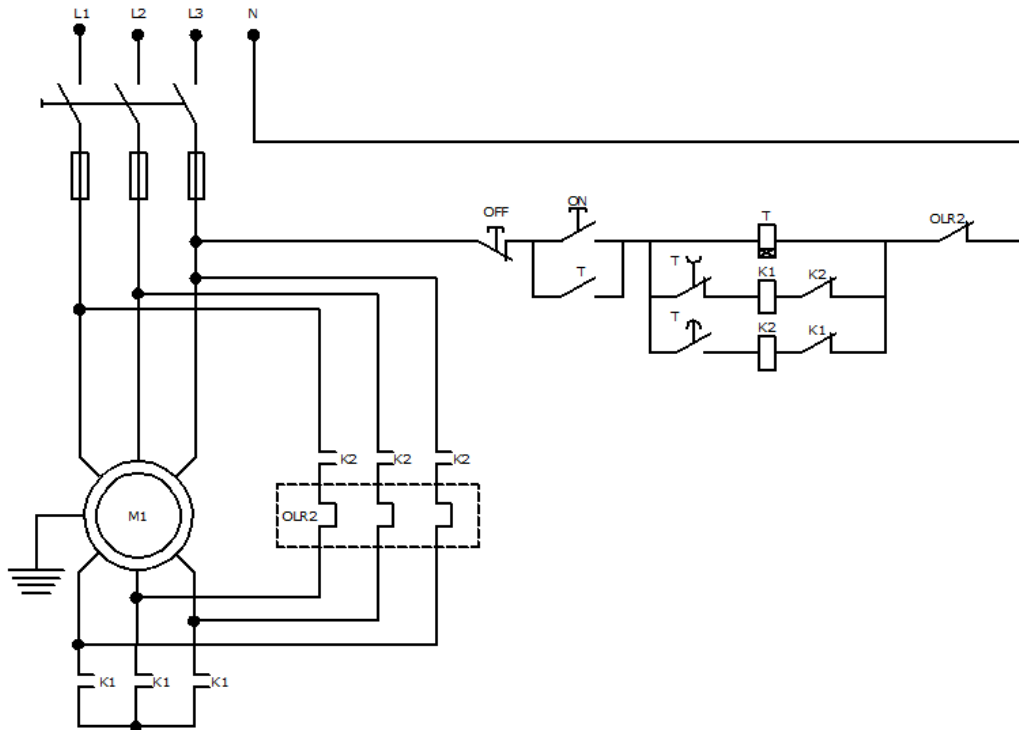 L1 L2 L3 N
OFF ON T OLR2
T K1 K2
T K2 K1
K2 K2 K2
OLR2
M1
K1 K1 K1